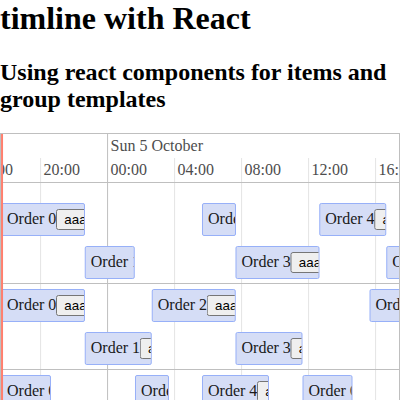 timline with React
Using react components for items and
group templates
Sun 5 October
20:00 00:00 04:00 08:00 12:00 16:
Order 0 aaa Orde Order 4 a
Order Order 3 aaa O
Order 0 aaa Order 2 aaa Ord
Order 1 a Order 3 a
Order Orde Order 4 a Order 0